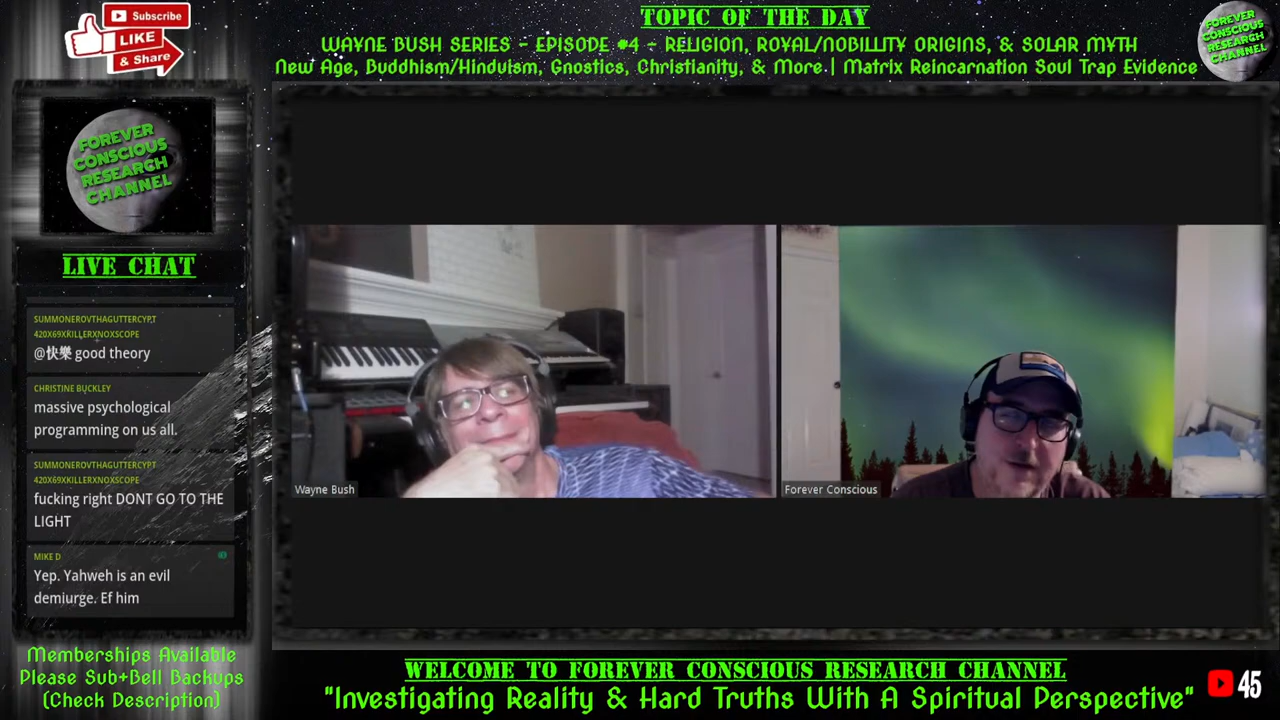 Subscribe
LIKE
& Share
TOPIC OF THE DAY
WAYNE BUSH SERIES - EPISODE #4 - RELIGION, ROYAL/NOBILLITY ORIGINS, & SOLAR MYTH
New Age, Buddhism/Hinduism, Gnostics, Christianity, & More | Matrix Reincarnation Soul Trap Evidence
FOREVER
CONSCIOUS
RESEARCH
CHANNEL
FOREVER
CONSCIOUS
RESEARCH
CHANNEL
LIVE CHAT
SUMMONEROVTHAGUTTERCYPT
420X69XKILLERXNOXSCOPE
@快樂 good theory
CHRISTINE BUCKLEY
massive psychological
programming on us all.
SUMMONEROVTHAGUTTERCYPT
420X69XKILLERXNOXSCOPE
fucking right DONT GO TO THE
LIGHT
MIKE D
Yep. Yahweh is an evil
demiurge. Ef him
Wayne Bush
Forever Conscious
Memberships Available
Please Sub+Bell Backups
(Check Description)
WELCOME TO FOREVER CONSCIOUS RESEARCH CHANNEL
"Investigating Reality & Hard Truths With A Spiritual Perspective"
45